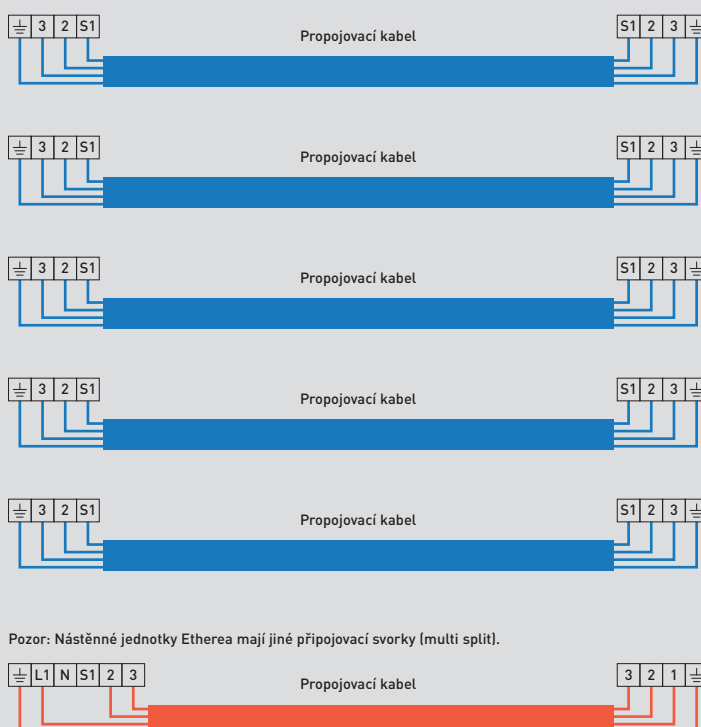 3 2 S1 Propojovací kabel S1 2 3
3 2 S1 Propojovací kabel S1 2 3
3 2 S1 Propojovací kabel S1 2 3
3 2 S1 Propojovací kabel S1 2 3
3 2 S1 Propojovací kabel S1 2 3
Pozor: Nástěnné jednotky Etherea mají jiné připojovací svorky (multi split).
L1 N S1 2 3 Propojovací kabel 3 2 1